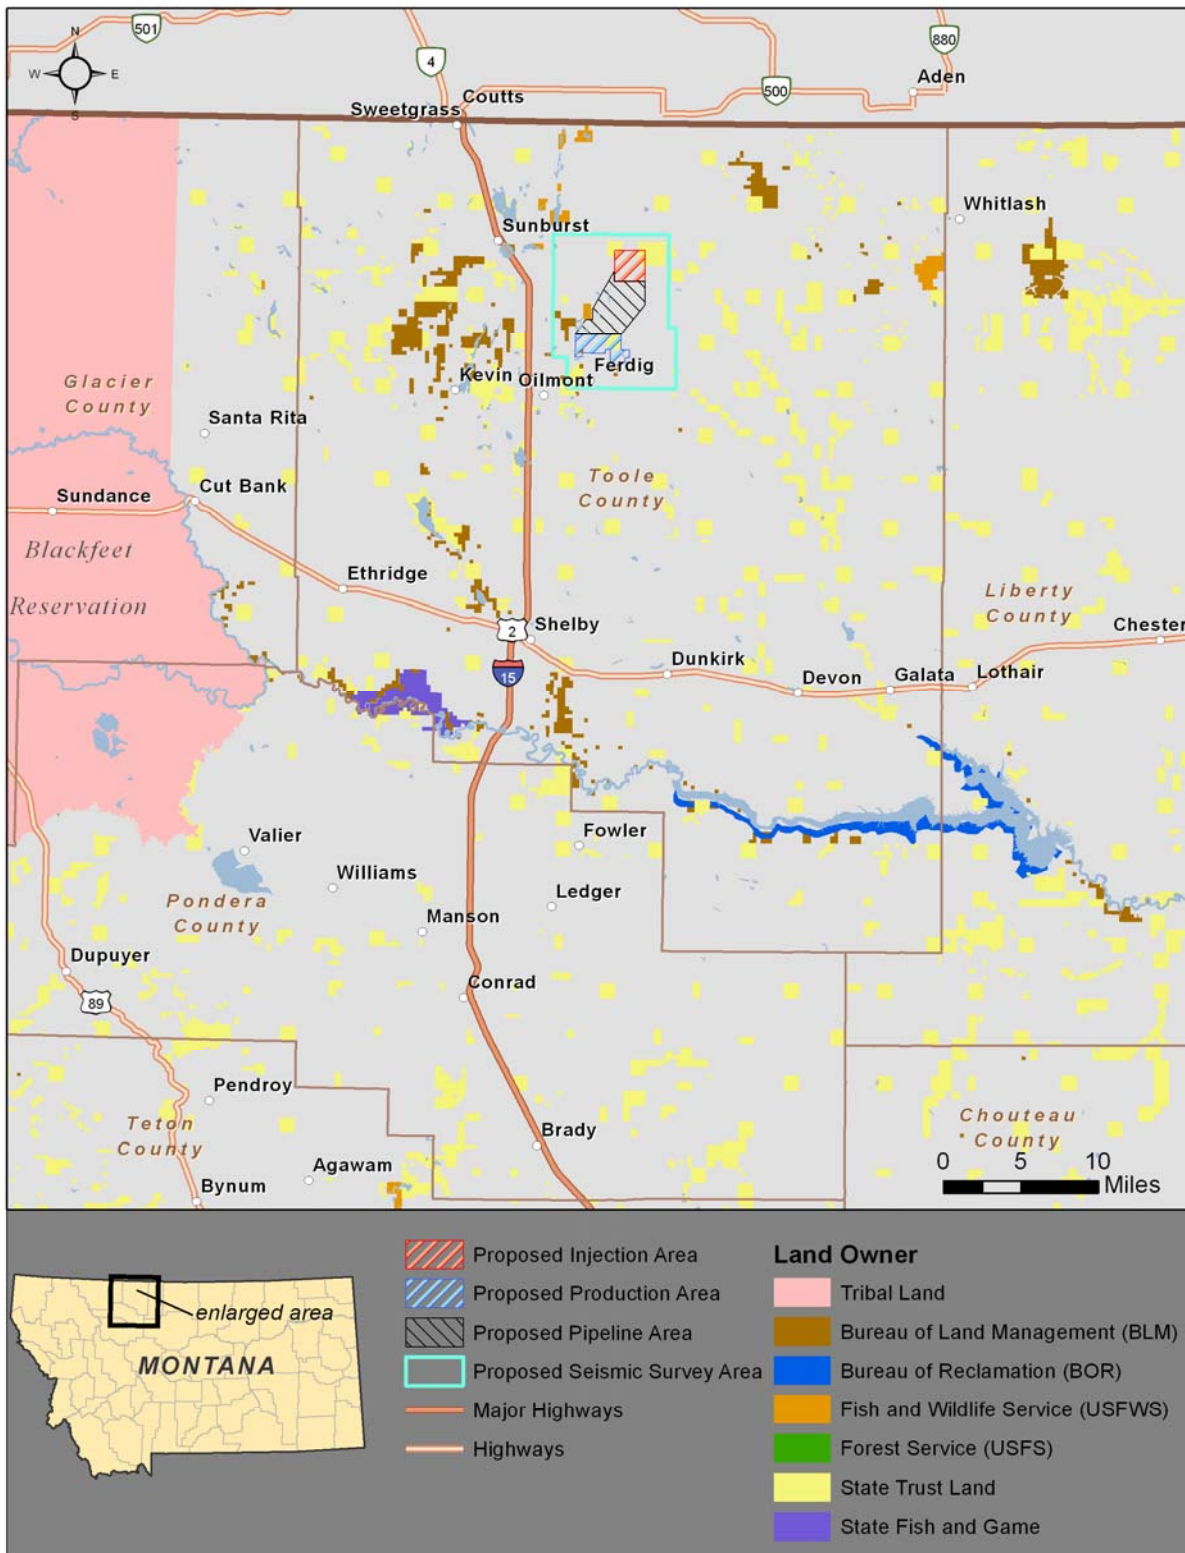 501
N
W
E
S
4
880
Aden
500
Coutts
Sweetgrass
Whitlash
Sunburst
Ferdig
Kevin
Oilmont
Glacier
County
Santa Rita
Toole
County
Cut Bank
Sundance
Blackfeet
Reservation
Ethridge
Liberty
County
Chester
2
Shelby
Dunkirk
15
Devon
Galata
Lothair
Valier
Fowler
Williams
Ledger
Pondera
County
Manson
Dupuyer
Conrad
89
Pendroy
Teton
County
Brady
Chouteau
County
Agawam
Bynum
0 5 10
Miles
enlarged area
MONTANA
Proposed Injection Area
Proposed Production Area
Proposed Pipeline Area
Proposed Seismic Survey Area
Major Highways
Highways
Land Owner
Tribal Land
Bureau of Land Management (BLM)
Bureau of Reclamation (BOR)
Fish and Wildlife Service (USFWS)
Forest Service (USFS)
State Trust Land
State Fish and Game